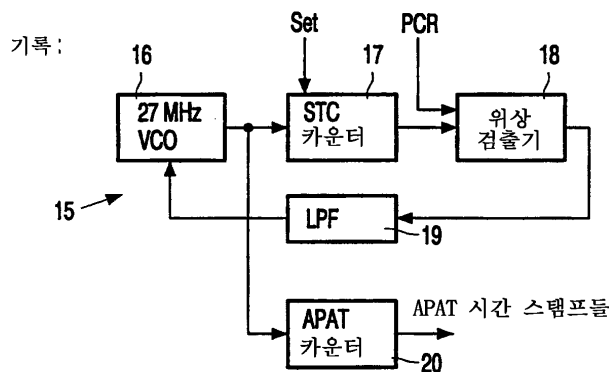 기록:
Set
PCR
16
27 MHz
VCO
17
STC
카운터
18
위상
검출기
15
LPF
19
APAT
카운터
20
APAT 시간 스탬프들